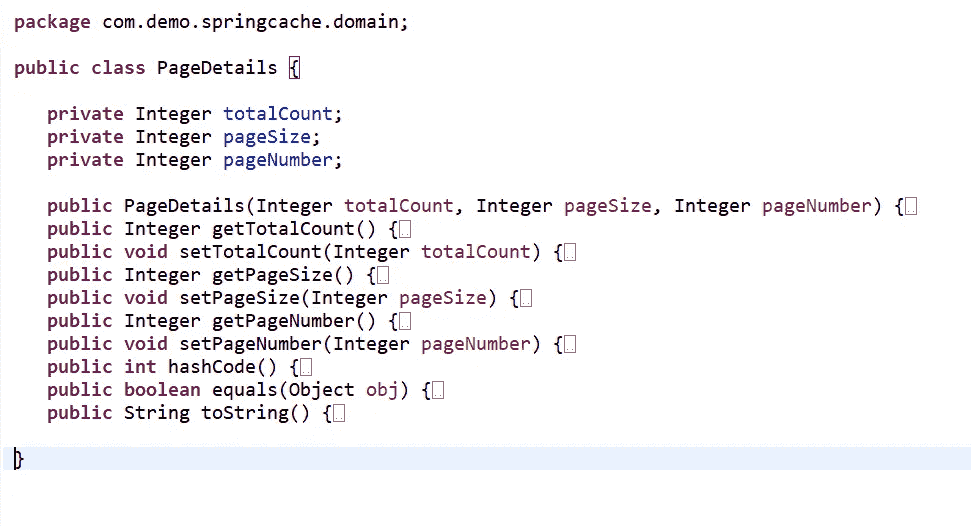 package com.demo.springcache.domain;
public class PageDetails {
private Integer totalCount;
private Integer pageSize;
private Integer pageNumber;
public PageDetails(Integer totalCount, Integer pageSize, Integer pageNumber) {..
public Integer getTotalCount() {..
public void setTotalCount(Integer totalCount) {..
public Integer getPageSize() {..
public void setPageSize(Integer pageSize) {..
public Integer getPageNumber() {..
public void setPageNumber(Integer pageNumber) {..
public int hashCode() {..
public boolean equals(Object obj) {..
public String toString() {..
}